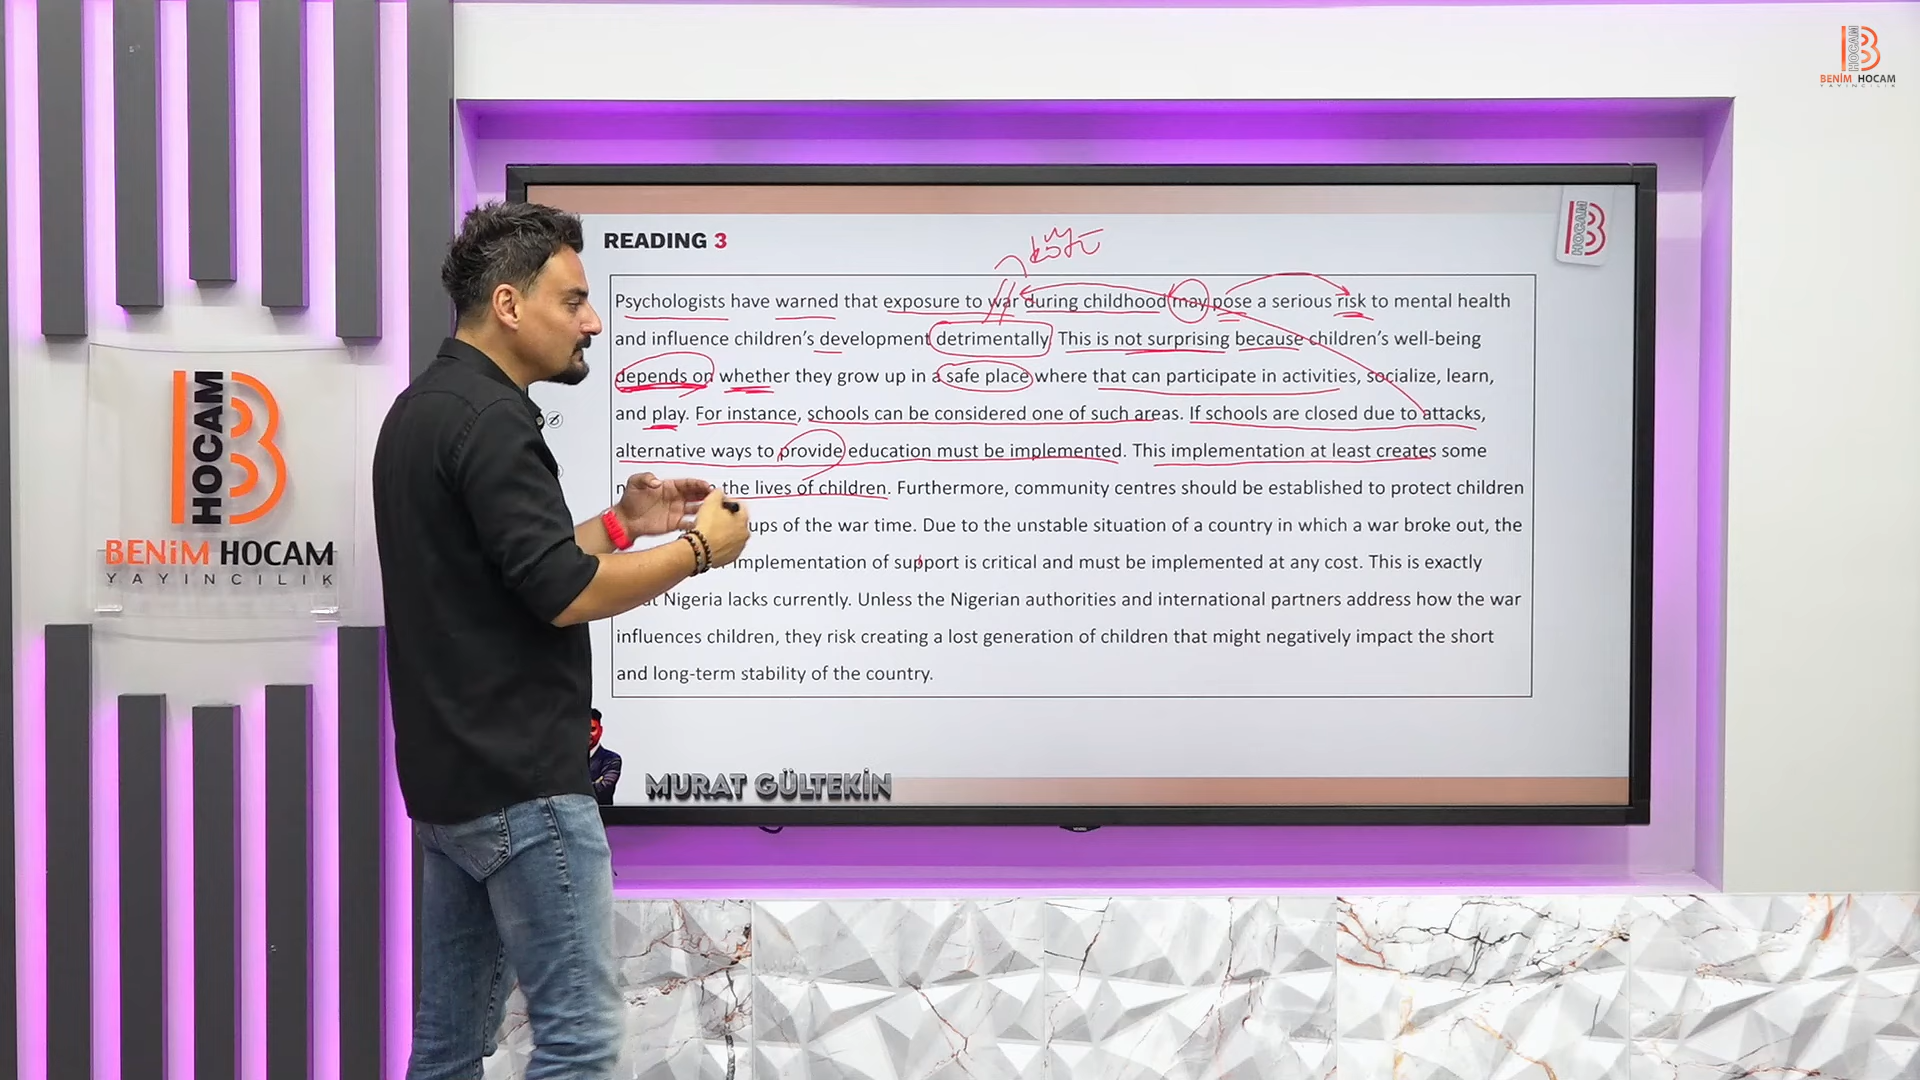 HOCAM
BENİM HOCAM
YAYINCILIK
HOCAM
BENİM HOCAM
YAYINCILIK
HOCAM
READING 3
kötü
Psychologists have warned that exposure to war during childhood may pose a serious risk to mental health
and influence children's development detrimentally. This is not surprising because children's well-being
depends on whether they grow up in a safe place where that can participate in activities, socialize, learn,
and play. For instance, schools can be considered one of such areas. If schools are closed due to attacks,
alternative ways to provide education must be implemented. This implementation at least creates some
the lives of children. Furthermore, community centres should be established to protect children
of the war time. Due to the unstable situation of a country in which a war broke out, the
implementation of support is critical and must be implemented at any cost. This is exactly
Nigeria lacks currently. Unless the Nigerian authorities and international partners address how the war
influences children, they risk creating a lost generation of children that might negatively impact the short
and long-term stability of the country.
MURAT GÜLTEKİN